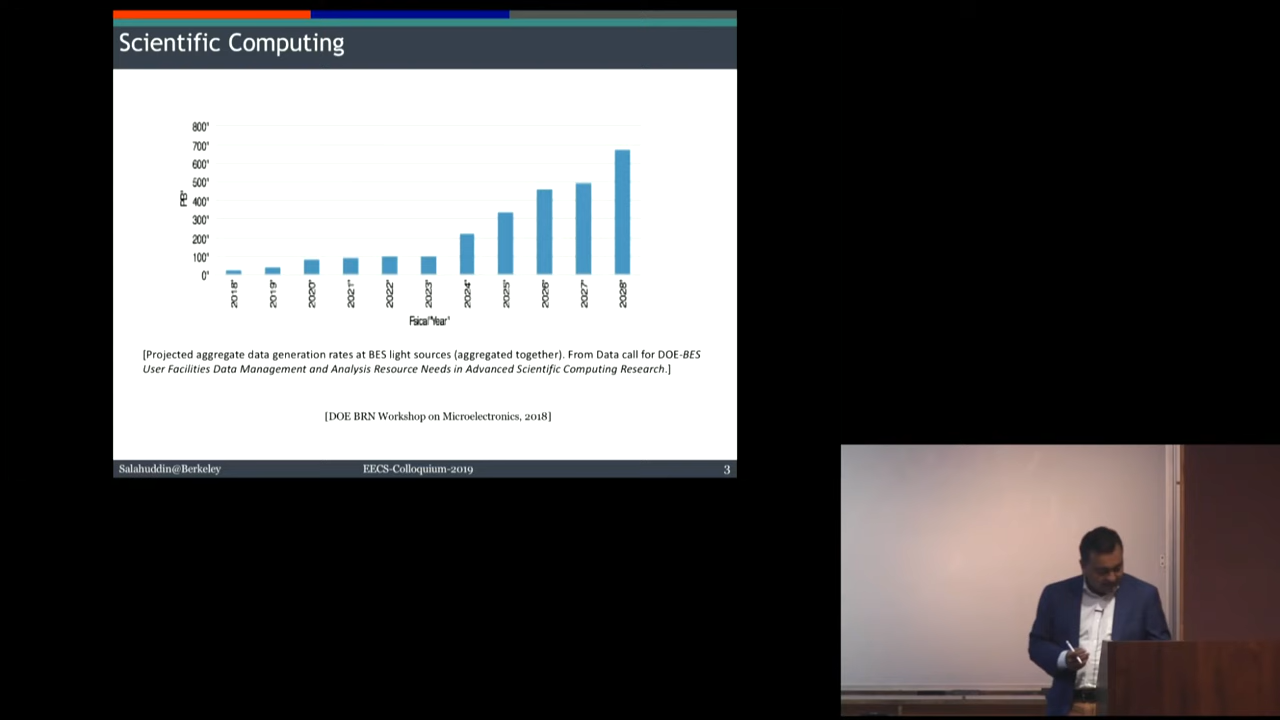 Scientific Computing
800"
700"
600"
500"
400"
300"
200"
100"
0"
PB"
2018"
2019"
2020"
2021"
2022"
2023"
2024"
2025"
2026"
2027"
2028"
Fsical"Year"
[Projected aggregate data generation rates at BES light sources (aggregated together). From Data call for DOE-BES
User Facilities Data Management and Analysis Resource Needs in Advanced Scientific Computing Research.]
[DOE BRN Workshop on Microelectronics, 2018]
Salahuddin@Berkeley EECS-Colloquium-2019 3